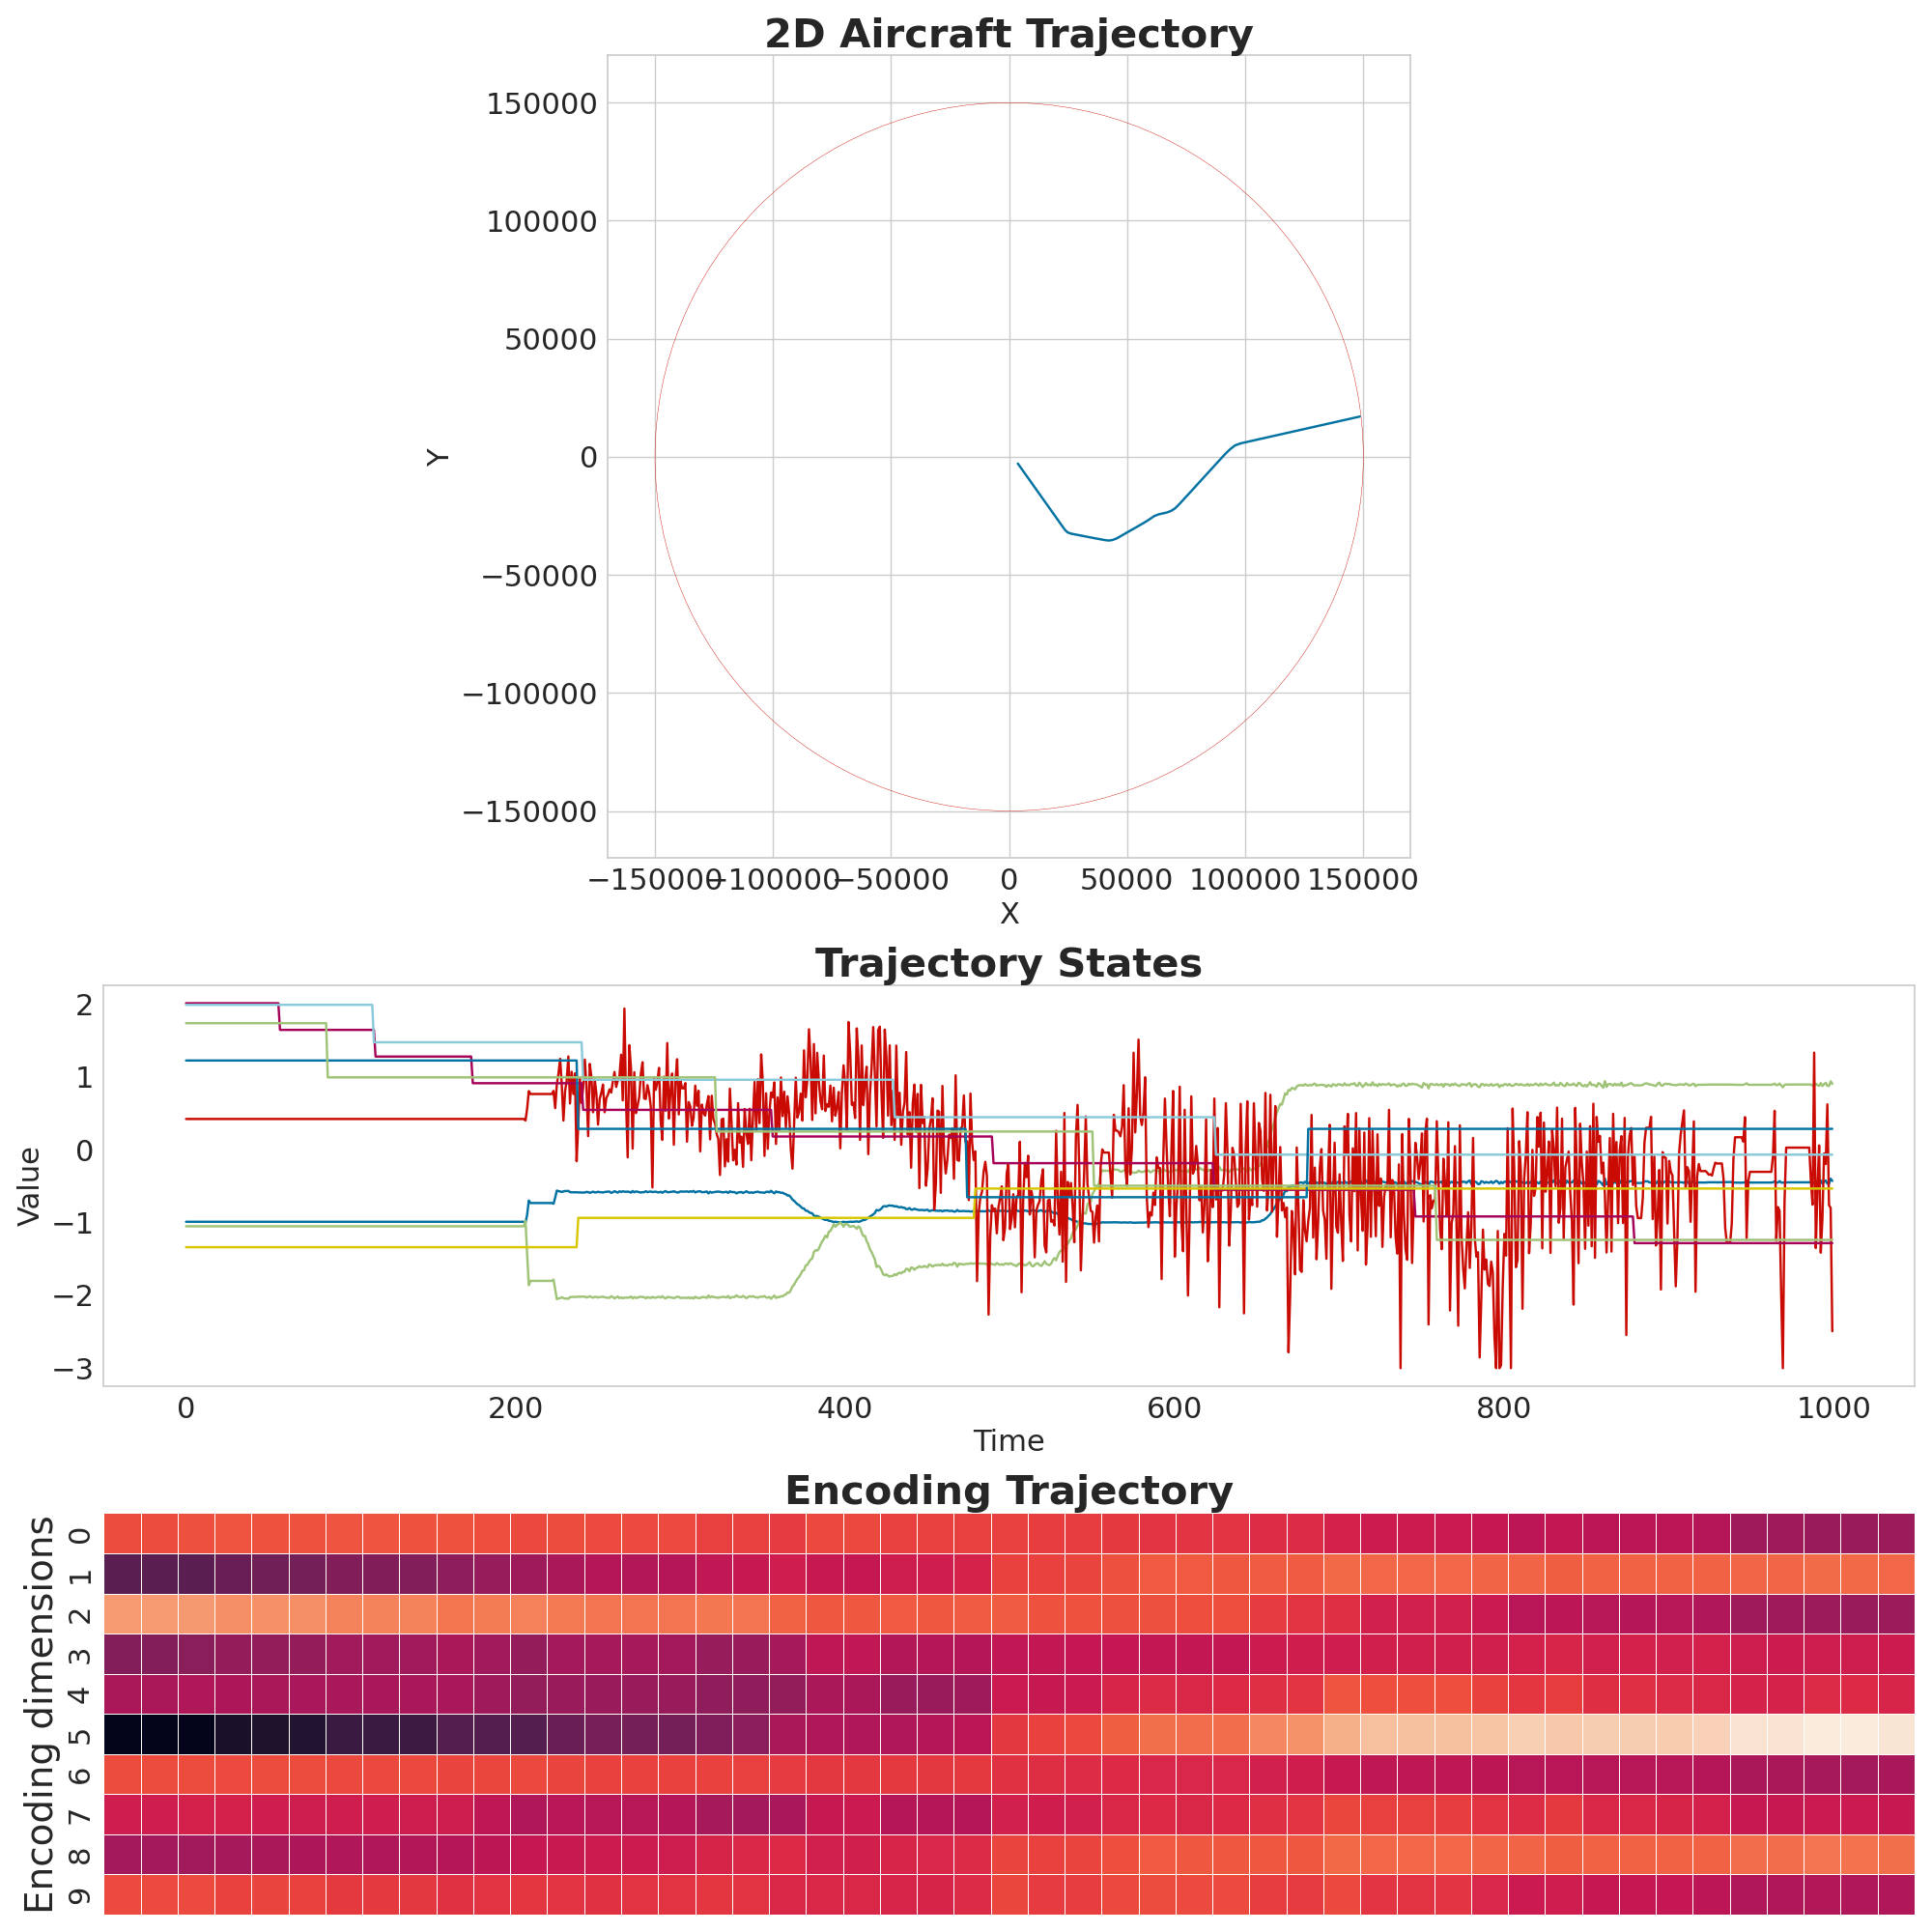 2D Aircraft Trajectory
150000
100000
50000
0
−50000
−100000
−150000
Y
−150000 −100000 −50000 0 50000 100000 150000
X
Trajectory States
2
1
0
−1
−2
−3
Value
0 200 400 600 800 1000
Time
Encoding Trajectory
0
1
2
3
4
5
6
7
8
9
Encoding dimensions